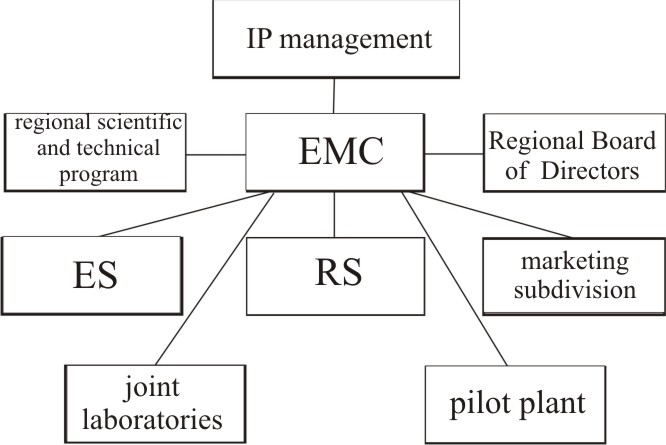 IP management
regional scientific
and technical
program
EMC
Regional Board
of Directors
ES
RS
marketing
subdivision
joint
laboratories
pilot plant